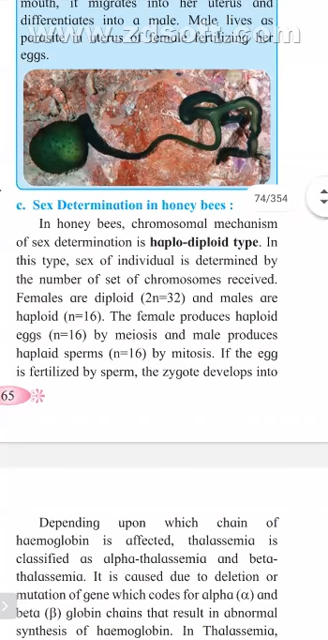 mouth, it migrates into her uterus and
differentiates into a male. Male lives as
parasite in uterus of female fertilizing her
eggs.
c. Sex Determination in honey bees :
74/354
In honey bees, chromosomal mechanism
of sex determination is haplo-diploid type. In
this type, sex of individual is determined by
the number of set of chromosomes received.
Females are diploid (2n=32) and males are
haploid (n=16). The female produces haploid
eggs (n=16) by meiosis and male produces
haplaid sperms (n=16) by mitosis. If the egg
is fertilized by sperm, the zygote develops into
65
Depending upon which chain of
haemoglobin is affected, thalassemia is
classified as alpha-thalassemia and beta-
thalassemia. It is caused due to deletion or
mutation of gene which codes for alpha (α) and
beta (β) globin chains that result in abnormal
synthesis of haemoglobin. In Thalassemia,